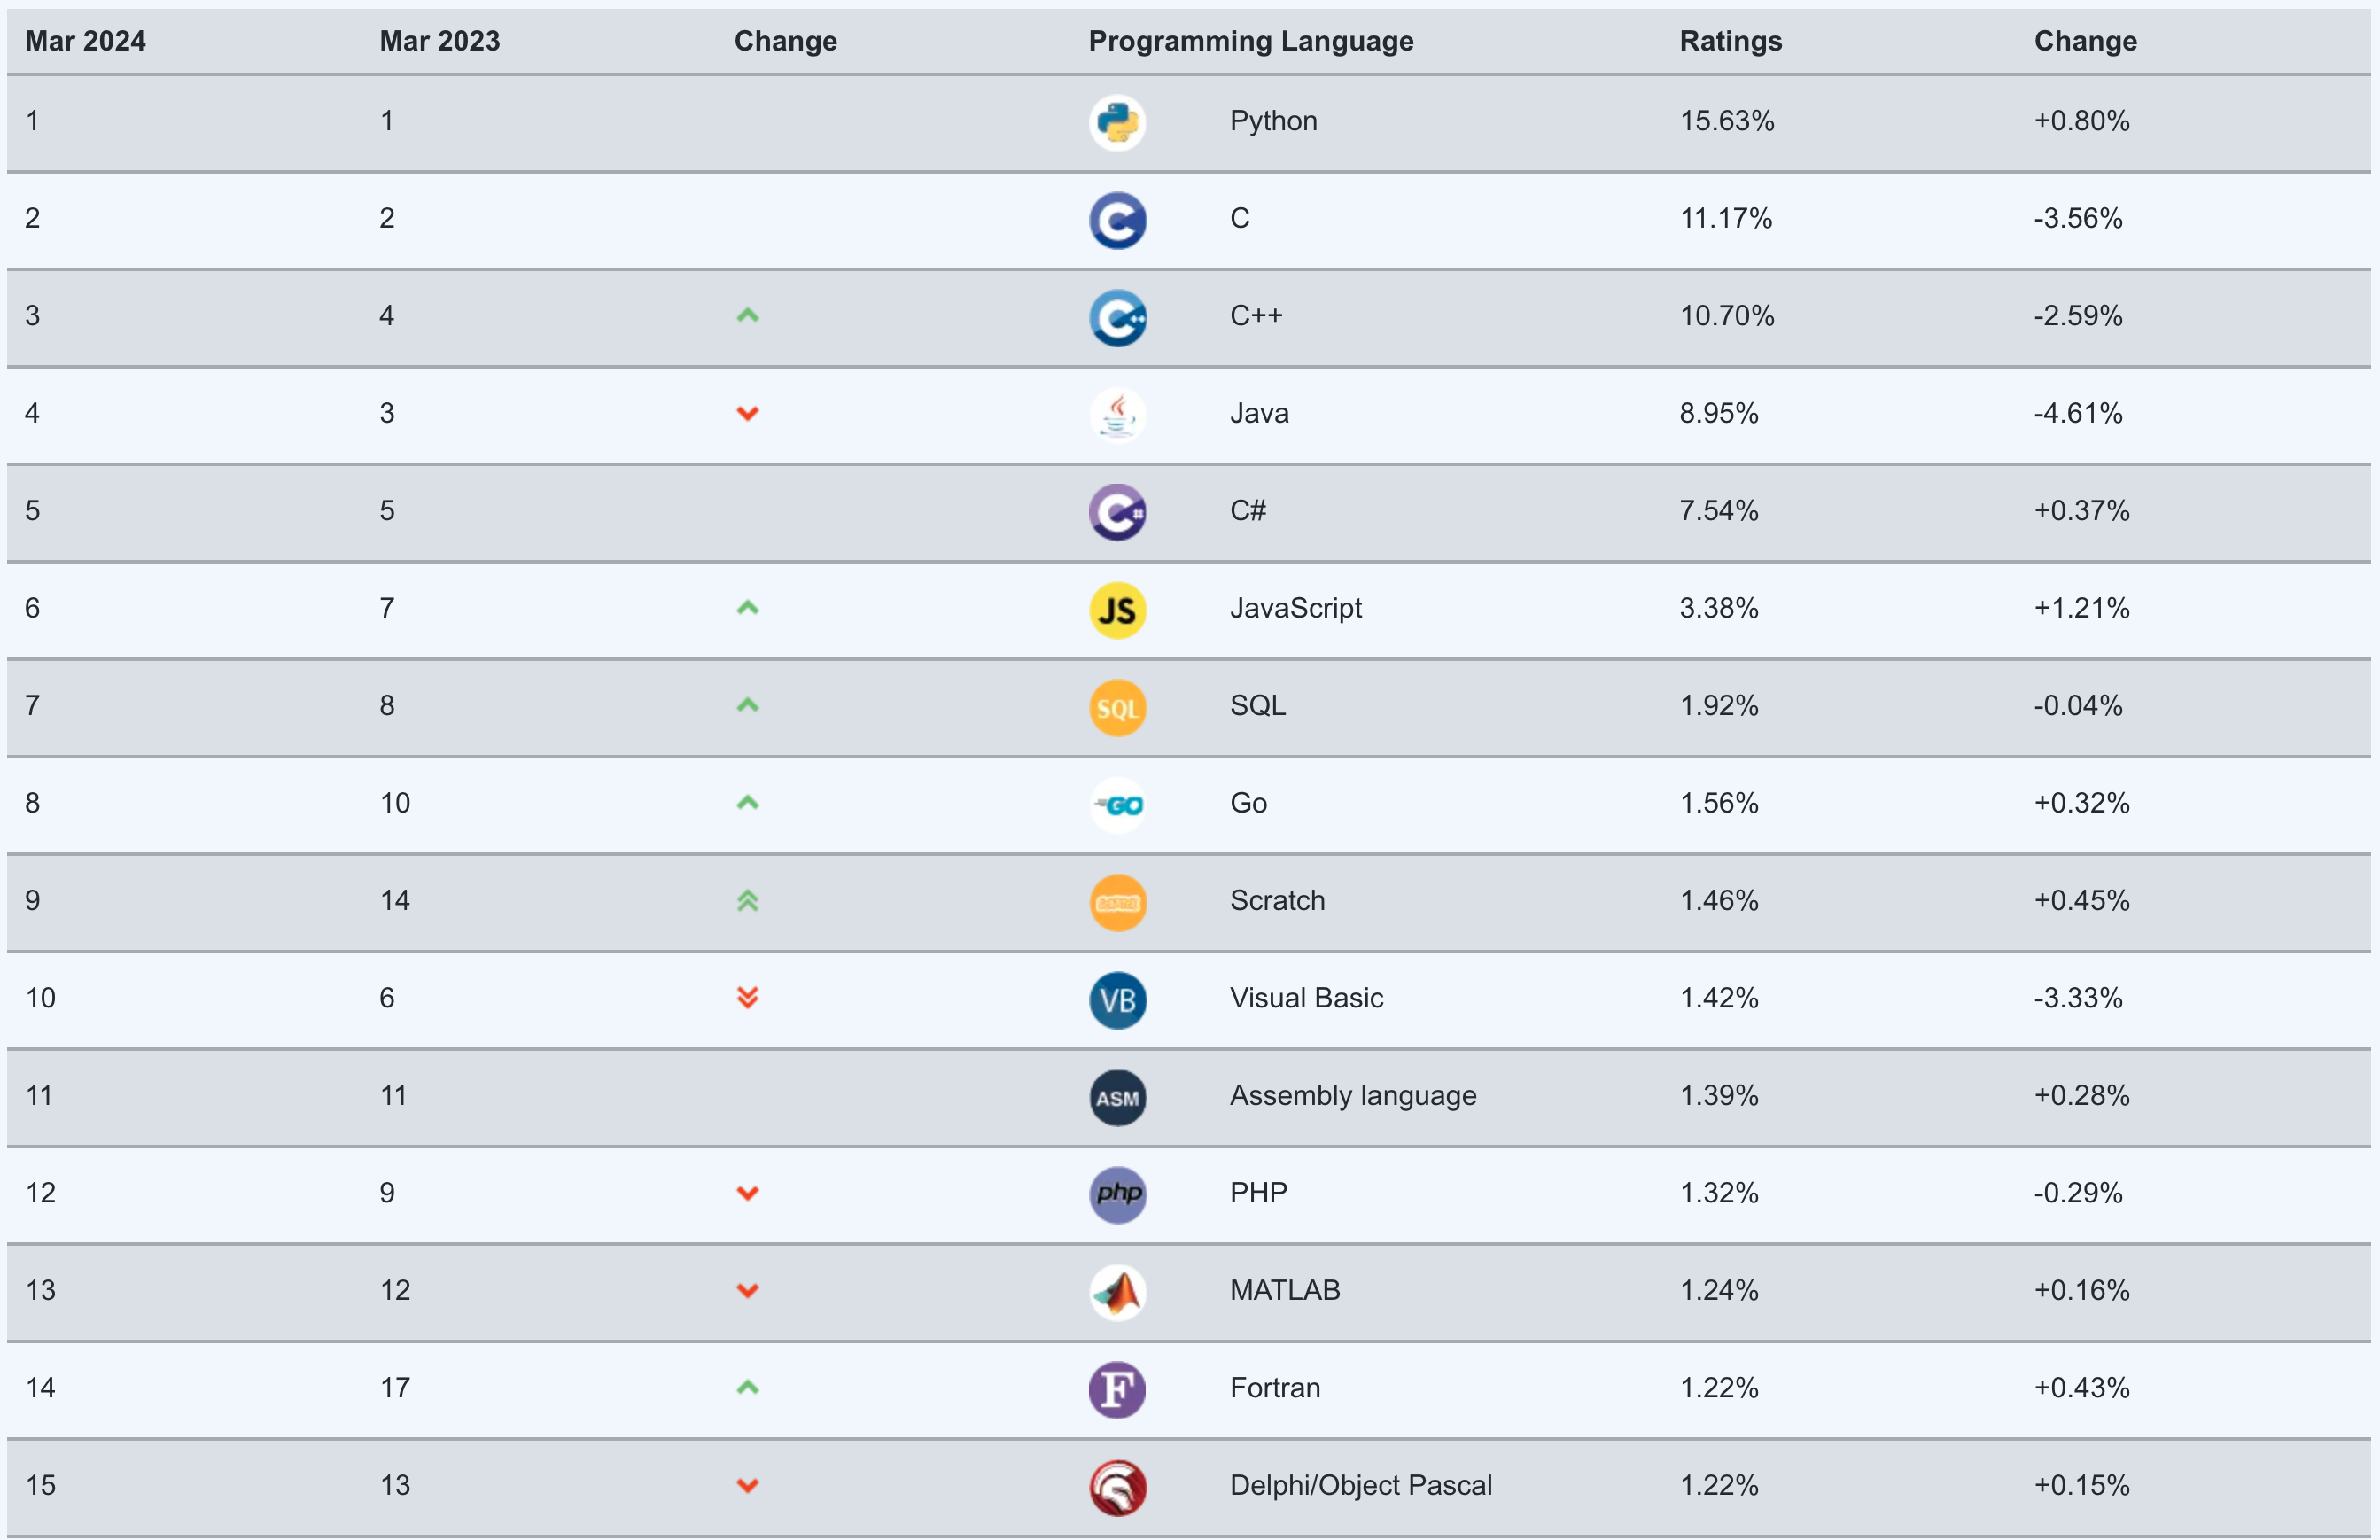 Mar 2024 Mar 2023 Change Programming Language Ratings Change
1 1 Python 15.63% +0.80%
2 2 C 11.17% -3.56%
3 4 C++ 10.70% -2.59%
4 3 Java 8.95% -4.61%
5 5 C# 7.54% +0.37%
6 7 JS JavaScript 3.38% +1.21%
7 8 SQL SQL 1.92% -0.04%
8 10 GO Go 1.56% +0.32%
9 14 Scratch 1.46% +0.45%
10 6 VB Visual Basic 1.42% -3.33%
11 11 ASM Assembly language 1.39% +0.28%
12 9 php PHP 1.32% -0.29%
13 12 MATLAB 1.24% +0.16%
14 17 F Fortran 1.22% +0.43%
15 13 Delphi/Object Pascal 1.22% +0.15%